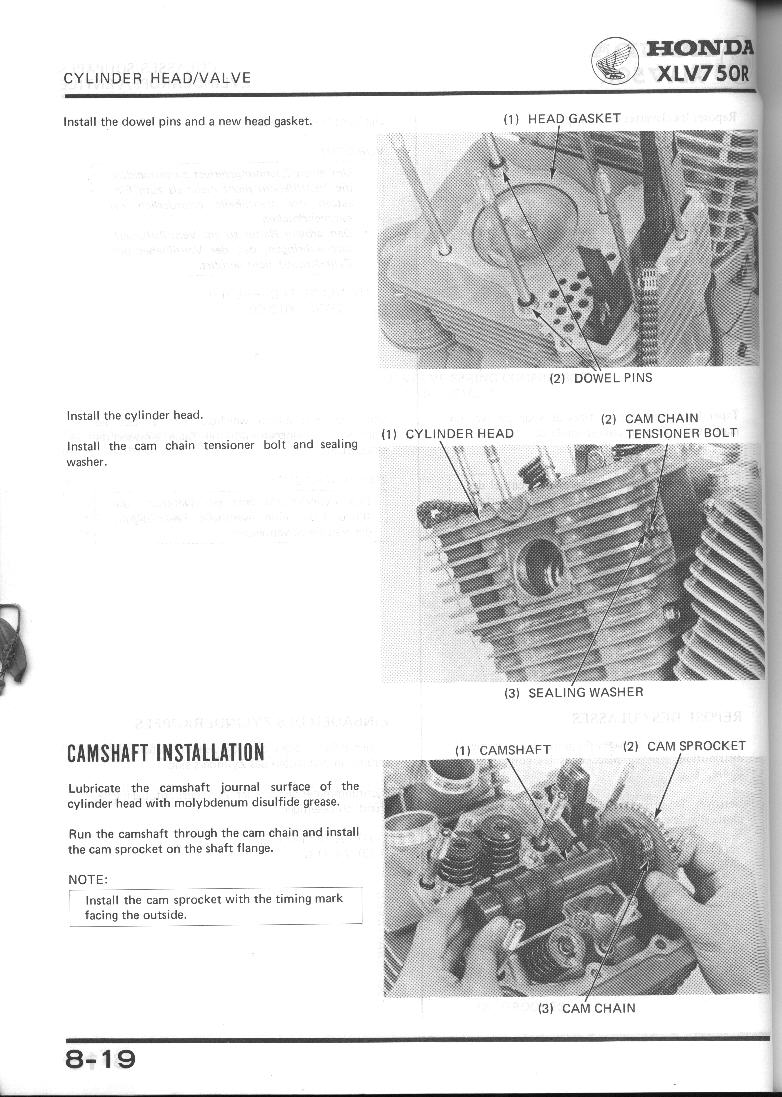 CYLINDER HEAD/VALVE
HONDA
XLV750R
Install the dowel pins and a new head gasket.
(1) HEAD GASKET
(2) DOWEL PINS
Install the cylinder head.
Install the cam chain tensioner bolt and sealing
washer.
(1) CYLINDER HEAD
(2) CAM CHAIN
TENSIONER BOLT
(3) SEALING WASHER
CAMSHAFT INSTALLATION
Lubricate the camshaft journal surface of the
cylinder head with molybdenum disulfide grease.
Run the camshaft through the cam chain and install
the cam sprocket on the shaft flange.
NOTE:
Install the cam sprocket with the timing mark
facing the outside.
(1) CAMSHAFT
(2) CAM SPROCKET
(3) CAM CHAIN
8-19